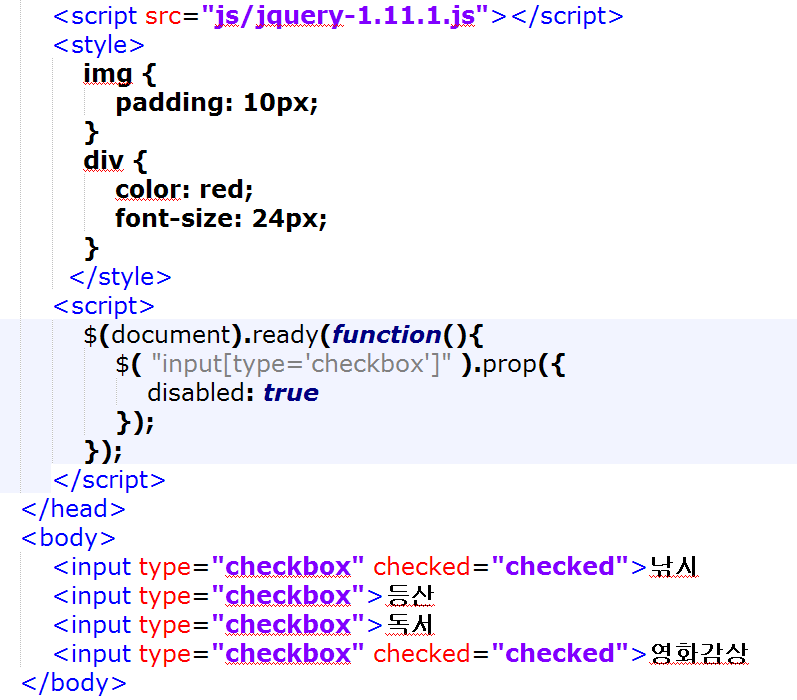 <script src="js/jquery-1.11.1.js"></script>
<style>
img {
padding: 10px;
}
div {
color: red;
font-size: 24px;
}
</style>
<script>
$(document).ready(function(){
$( "input[type='checkbox']" ).prop({
disabled: true
});
});
</script>
</head>
<body>
<input type="checkbox" checked="checked">낚시
<input type="checkbox">등산
<input type="checkbox">독서
<input type="checkbox" checked="checked">영화감상
</body>